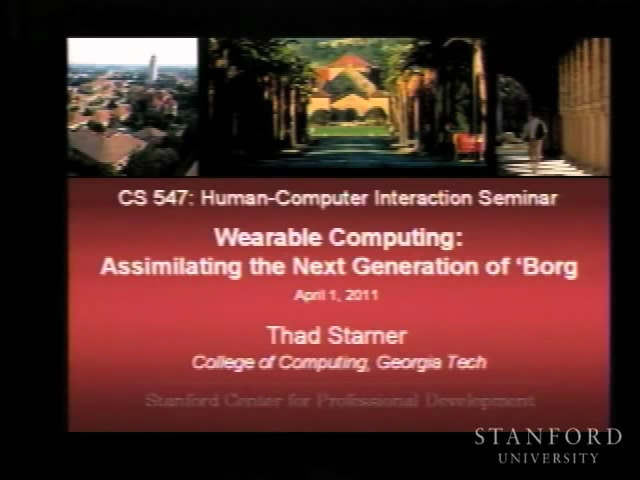 CS 547: Human-Computer Interaction Seminar
Wearable Computing:
Assimilating the Next Generation of ‘Borg
April 1, 2011
Thad Starner
College of Computing, Georgia Tech
Stanford Center for Professional Development
STANFORD
UNIVERSITY